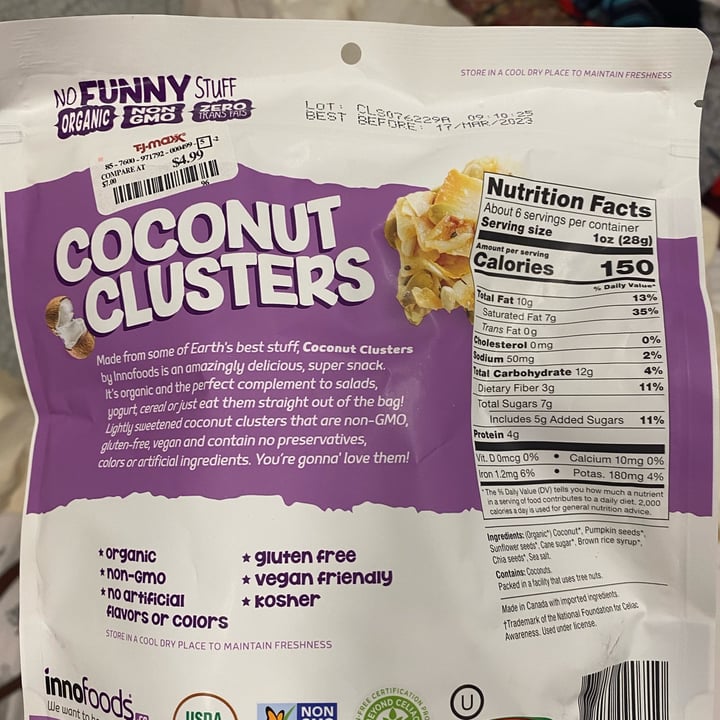 STORE IN A COOL DRY PLACE TO MAINTAIN FRESHNESS
NO FUNNY STUFF
ORGANIC NON GMO ZERO TRANS FATS
LOT: CLS076229A 09:10:25
BEST BEFORE: 17/MAR/2023
T.J.maxx
85-7600-971792-000499-5-2
COMPARE AT $4.99
$7.00
96
COCONUT
CLUSTERS
Made from some of Earth's best stuff, Coconut Clusters
by Innofoods is an amazingly delicious, super snack.
It's organic and the perfect complement to salads,
yogurt, cereal or just eat them straight out of the bag!
Lightly sweetened coconut clusters that are non-GMO,
gluten-free, vegan and contain no preservatives,
colors or artificial ingredients. You're gonna' love them!
Nutrition Facts
About 6 servings per container
Serving size 1oz (28g)
Amount per serving
Calories 150
% Daily Value*
Total Fat 10g 13%
Saturated Fat 7g 35%
Trans Fat 0g
Cholesterol 0mg 0%
Sodium 50mg 2%
Total Carbohydrate 12g 4%
Dietary Fiber 3g 11%
Total Sugars 7g
Includes 5g Added Sugars 11%
Protein 4g
Vit. D 0mcg 0% • Calcium 10mg 0%
Iron 1.2mg 6% • Potas. 180mg 4%
*The % Daily Value (DV) tells you how much a nutrient
in a serving of food contributes to a daily diet. 2,000
calories a day is used for general nutrition advice.
Ingredients: (Organic*) Coconut*, Pumpkin seeds*,
Sunflower seeds*, Cane sugar*, Brown rice syrup*,
Chia seeds*, Sea salt.
Contains: Coconuts.
Packed in a facility that uses tree nuts.
Made in Canada with imported ingredients.
†Trademark of the National Foundation for Celiac
Awareness. Used under license.
★ organic
★ non-GMO
★ no artificial
flavors or colors
★ gluten free
★ vegan friendly
★ kosher
STORE IN A COOL DRY PLACE TO MAINTAIN FRESHNESS
innofoods
We want to
USDA
NON
U